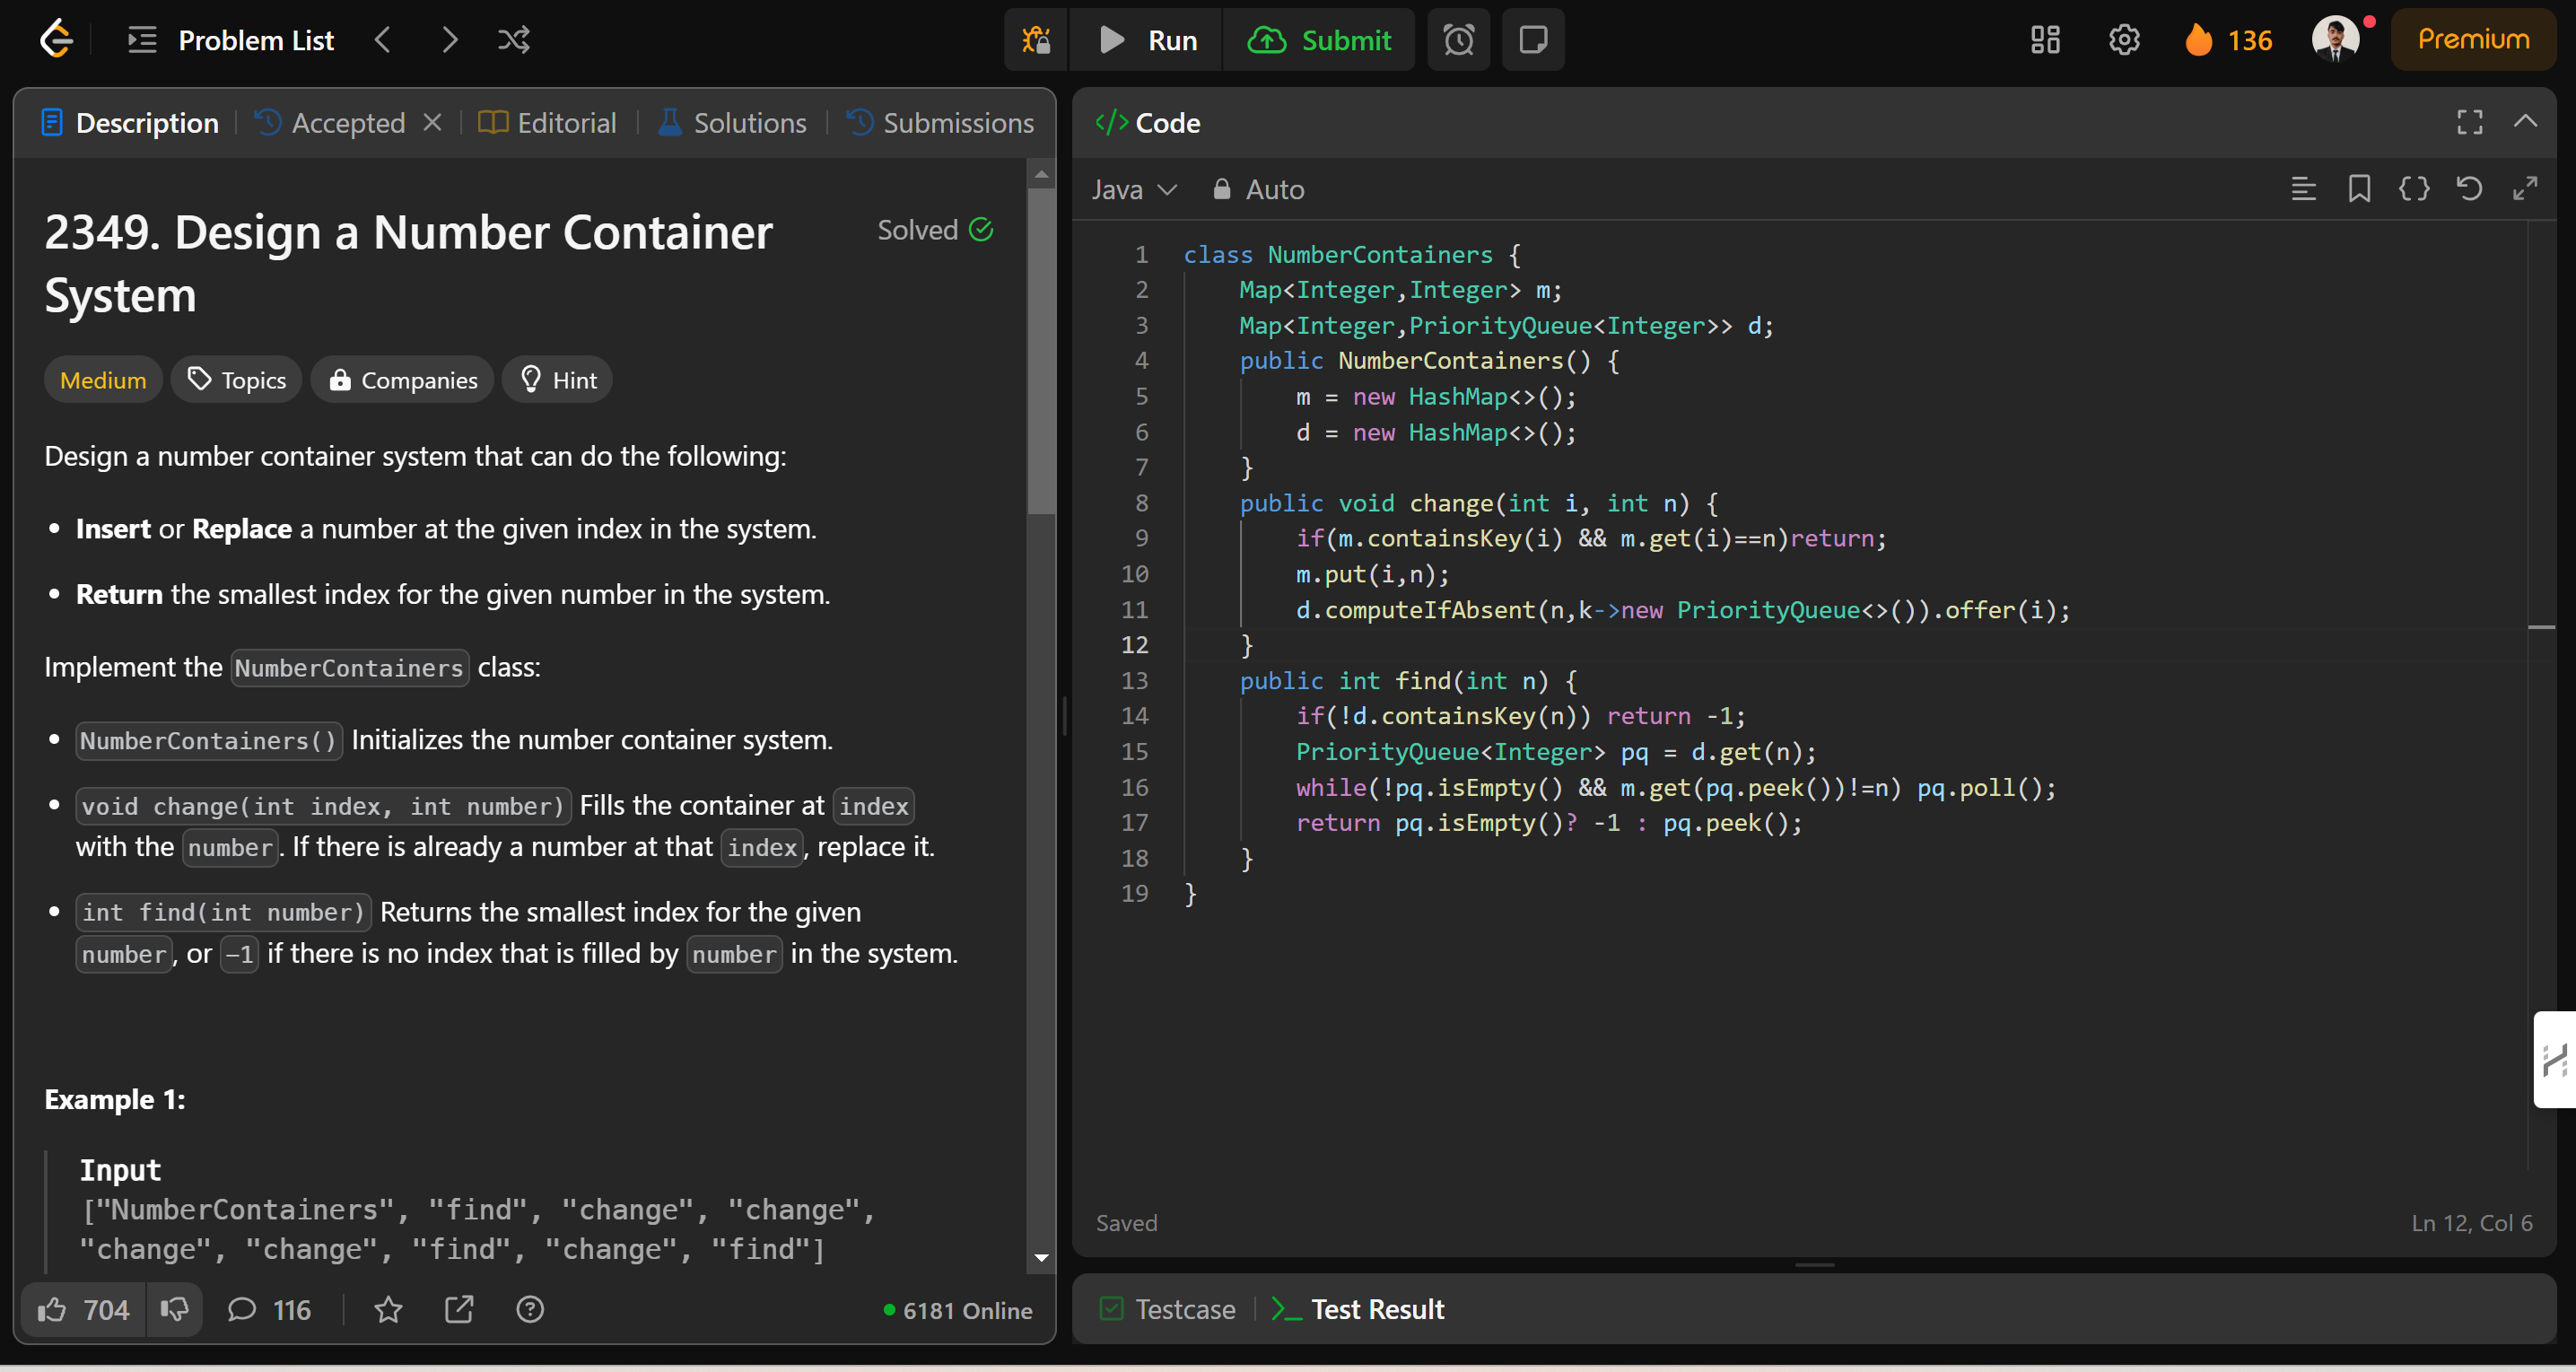 Problem List
Run
Submit
136
Premium
Description
Accepted
Editorial
Solutions
Submissions
2349. Design a Number Container
System
Solved
Medium
Topics
Companies
Hint
Design a number container system that can do the following:
• Insert or Replace a number at the given index in the system.
• Return the smallest index for the given number in the system.
Implement the NumberContainers class:
• NumberContainers() Initializes the number container system.
• void change(int index, int number) Fills the container at index
with the number. If there is already a number at that index, replace it.
• int find(int number) Returns the smallest index for the given
number, or -1 if there is no index that is filled by number in the system.
Example 1:
Input
["NumberContainers", "find", "change", "change",
"change", "change", "find", "change", "find"]
704
116
6181 Online
</> Code
Java
Auto
1 class NumberContainers {
2 Map<Integer,Integer> m;
3 Map<Integer,PriorityQueue<Integer>> d;
4 public NumberContainers() {
5 m = new HashMap<>();
6 d = new HashMap<>();
7 }
8 public void change(int i, int n) {
9 if(m.containsKey(i) && m.get(i)==n)return;
10 m.put(i,n);
11 d.computeIfAbsent(n,k->new PriorityQueue<>()).offer(i);
12 }
13 public int find(int n) {
14 if(!d.containsKey(n)) return -1;
15 PriorityQueue<Integer> pq = d.get(n);
16 while(!pq.isEmpty() && m.get(pq.peek())!=n) pq.poll();
17 return pq.isEmpty()? -1 : pq.peek();
18 }
19 }
Saved
Ln 12, Col 6
Testcase
Test Result